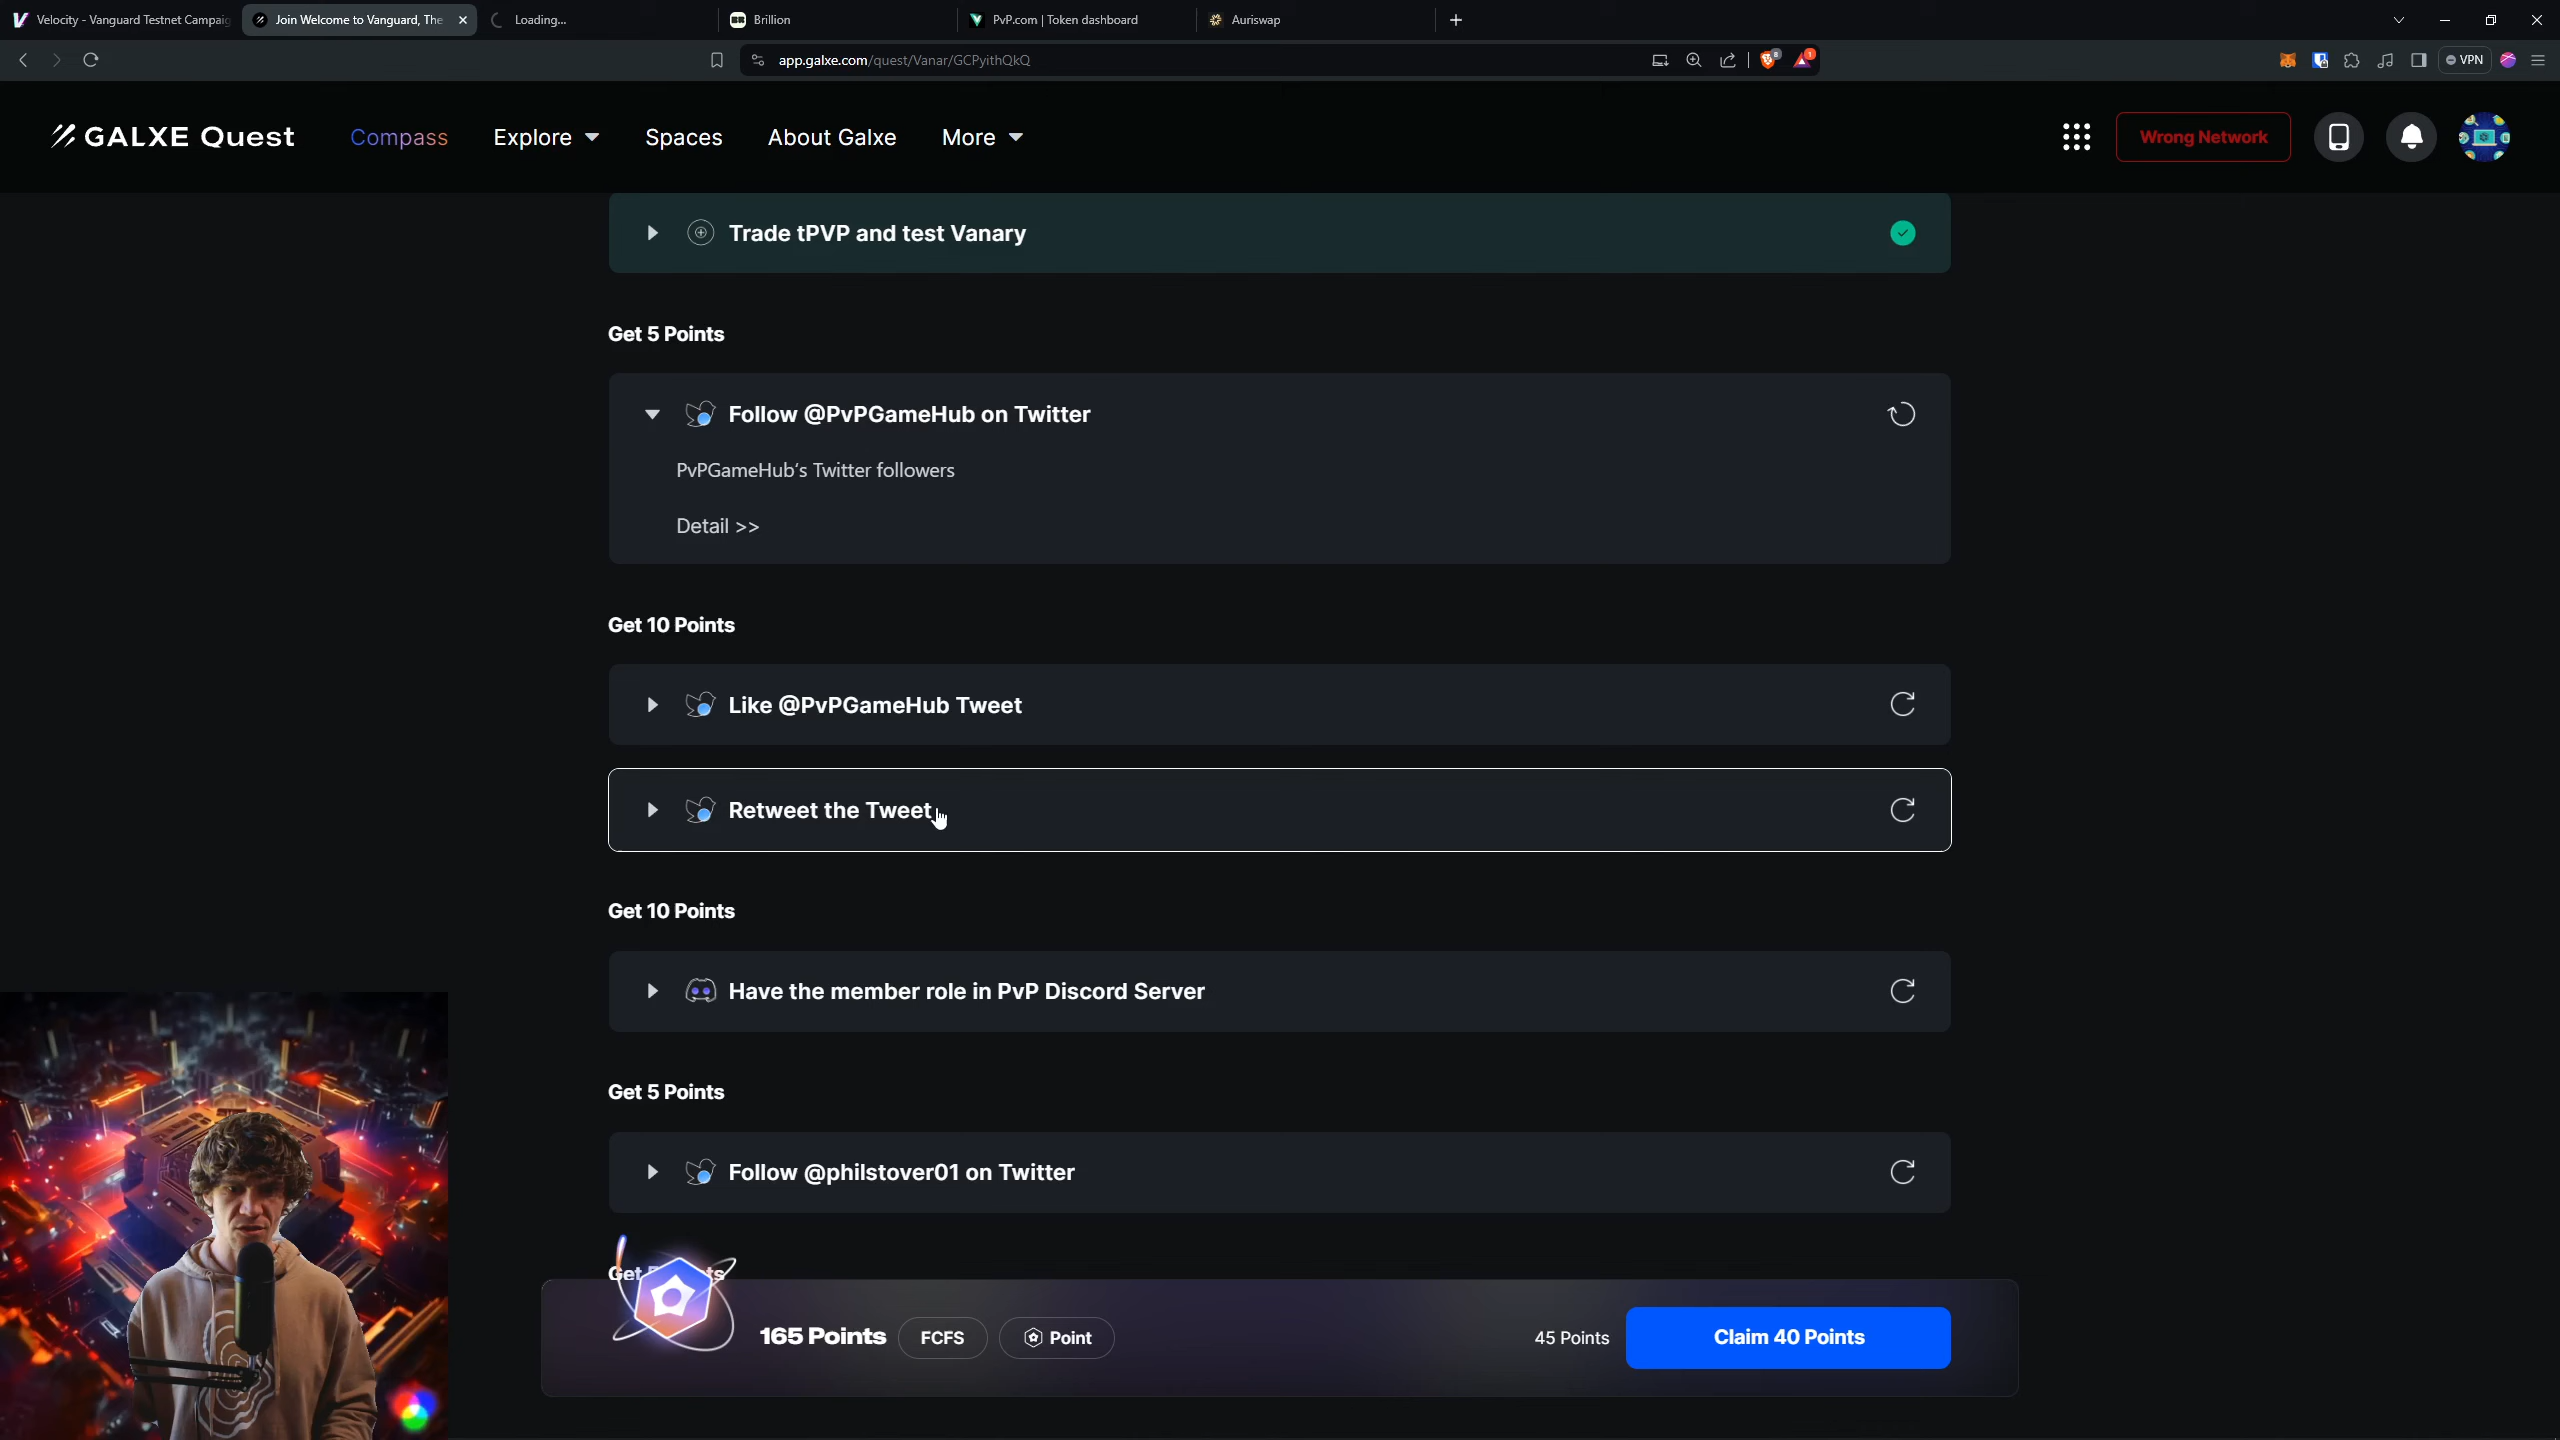 Velocity - Vanguard Testnet Campaig
Join Welcome to Vanguard, The
Loading...
Brillion
PvP.com | Token dashboard
Auriswap
app.galxe.com/quest/Vanar/GCPyithQkQ
8
1
VPN
GALXE Quest
Compass
Explore
Spaces
About Galxe
More
Wrong Network
Trade tPVP and test Vanary
Get 5 Points
Follow @PvPGameHub on Twitter
PvPGameHub's Twitter followers
Detail >>
Get 10 Points
Like @PvPGameHub Tweet
Retweet the Tweet
Get 10 Points
Have the member role in PvP Discord Server
Get 5 Points
Follow @philstover01 on Twitter
165 Points
FCFS
Point
45 Points
Claim 40 Points